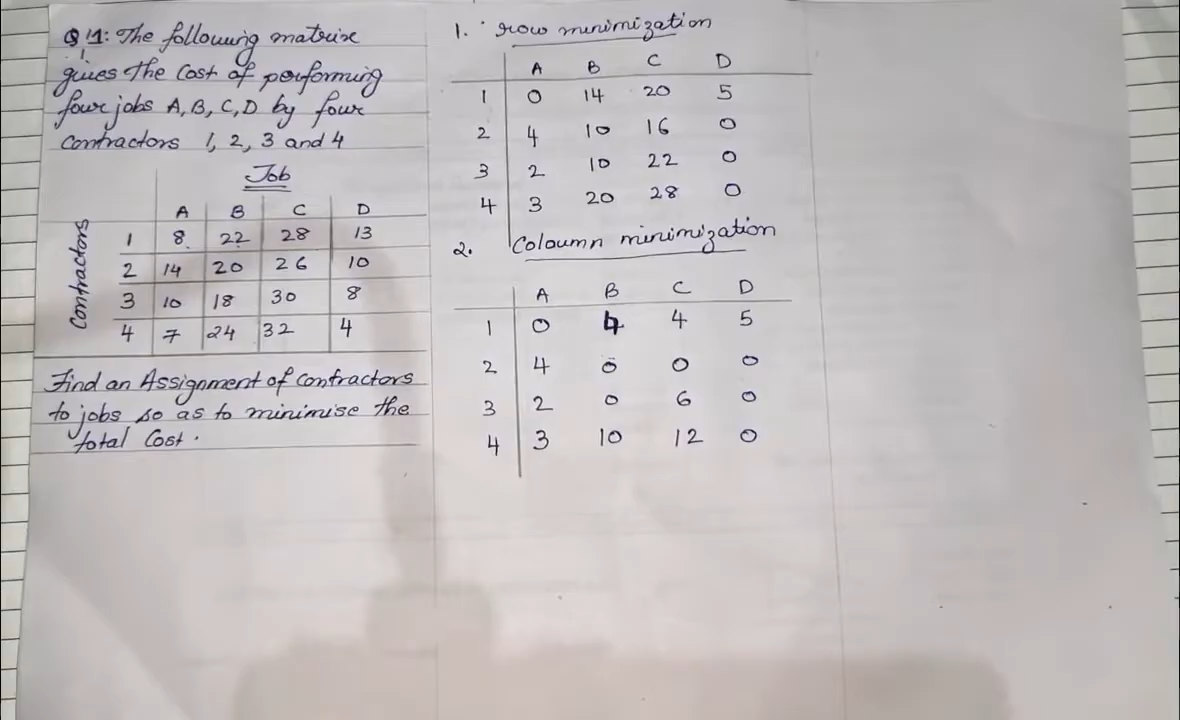 Q 1: The following matrix
gives the cost of performing
four jobs A, B, C, D by four
contractors 1, 2, 3 and 4
Job
A B C D
Contractors
1 8 22 28 13
2 14 20 26 10
3 10 18 30 8
4 7 24 32 4
Find an Assignment of contractors
to jobs so as to minimise the
total cost.
1. row minimization
A B C D
1 0 14 20 5
2 4 10 16 0
3 2 10 22 0
4 3 20 28 0
2. Coloumn minimization
A B C D
1 0 4 4 5
2 4 0 0 0
3 2 0 6 0
4 3 10 12 0